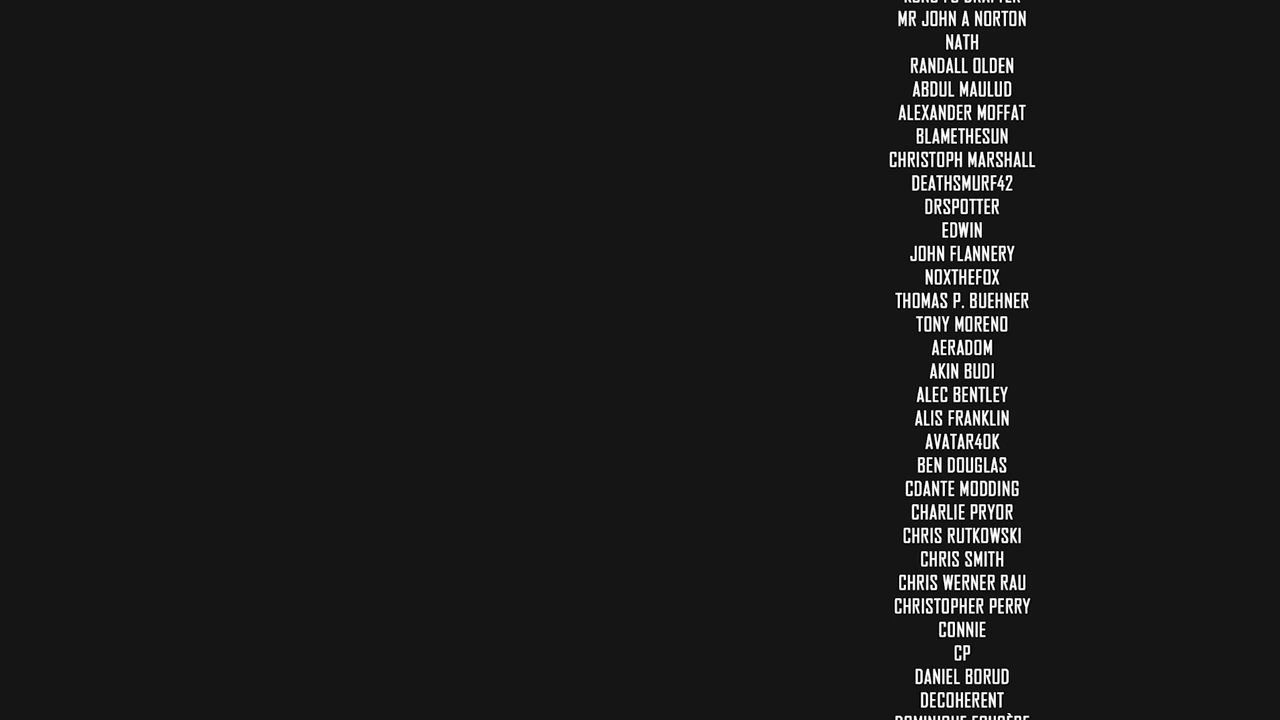 MR JOHN A NORTON
NATH
RANDALL OLDEN
ABDUL MAULUD
ALEXANDER MOFFAT
BLAMETHESUN
CHRISTOPH MARSHALL
DEATHSMURF42
DRSPOTTER
EDWIN
JOHN FLANNERY
NOXTHEFOX
THOMAS P. BUEHNER
TONY MORENO
AERADOM
AKIN BUDI
ALEC BENTLEY
ALIS FRANKLIN
AVATAR40K
BEN DOUGLAS
CDANTE MODDING
CHARLIE PRYOR
CHRIS RUTKOWSKI
CHRIS SMITH
CHRIS WERNER RAU
CHRISTOPHER PERRY
CONNIE
CP
DANIEL BORUD
DECOHERENT